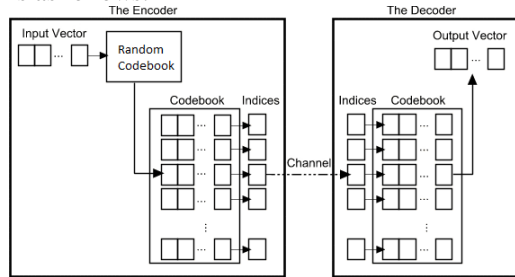 The Encoder
Input Vector
...
Random
Codebook
Codebook
Indices
...
...
...
...
⋮
...
Channel
The Decoder
Output Vector
...
Indices
Codebook
...
...
...
...
⋮
...